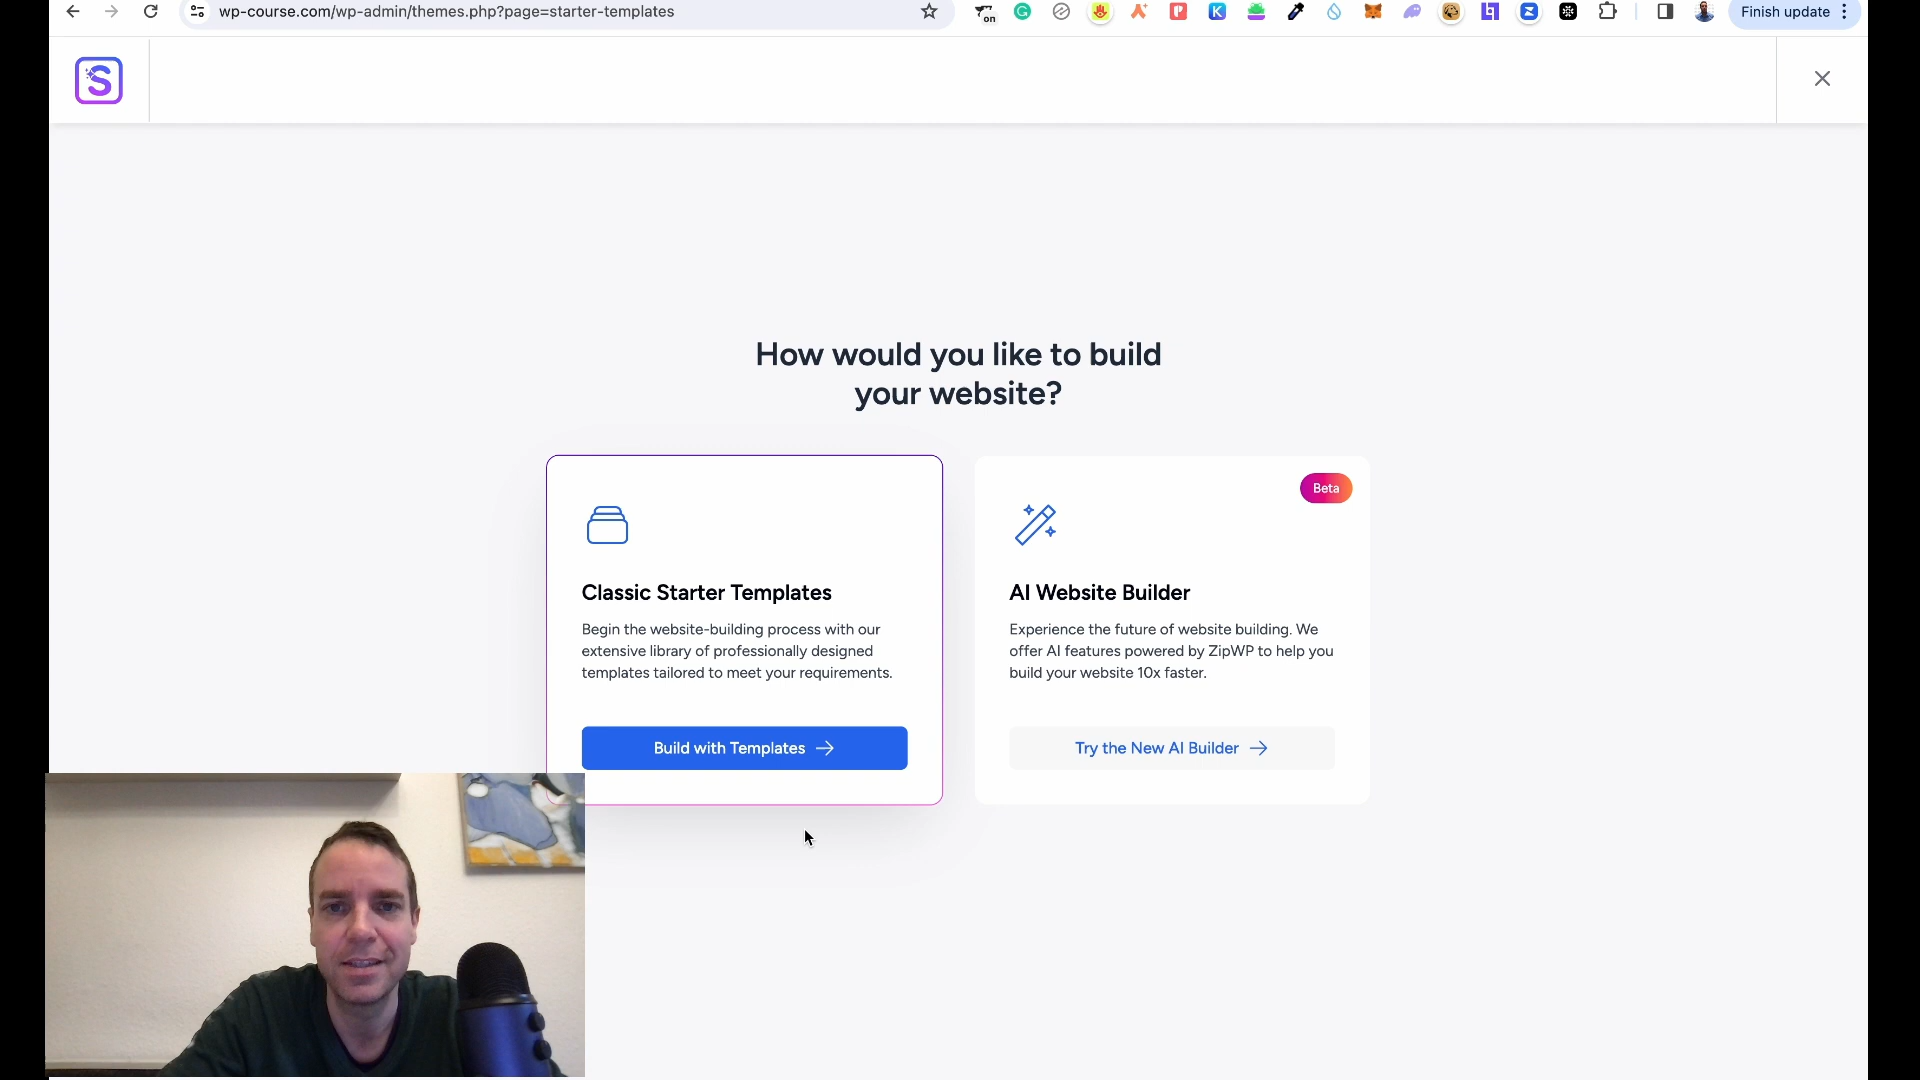 wp-course.com/wp-admin/themes.php?page=starter-templates
on
Finish update
S
How would you like to build
your website?
Classic Starter Templates
Begin the website-building process with our
extensive library of professionally designed
templates tailored to meet your requirements.
Build with Templates
Beta
AI Website Builder
Experience the future of website building. We
offer AI features powered by ZipWP to help you
build your website 10x faster.
Try the New AI Builder